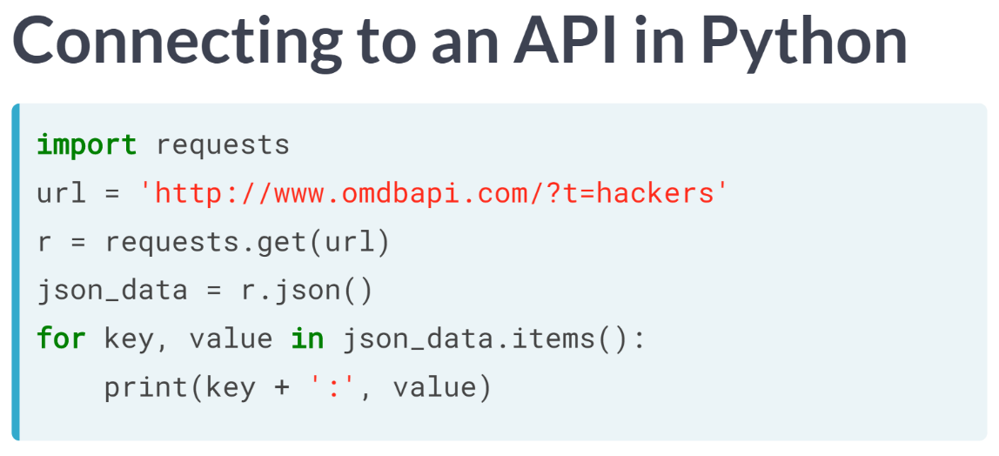 Connecting to an API in Python
import requests
url = 'http://www.omdbapi.com/?t=hackers'
r = requests.get(url)
json_data = r.json()
for key, value in json_data.items():
    print(key + ':', value)